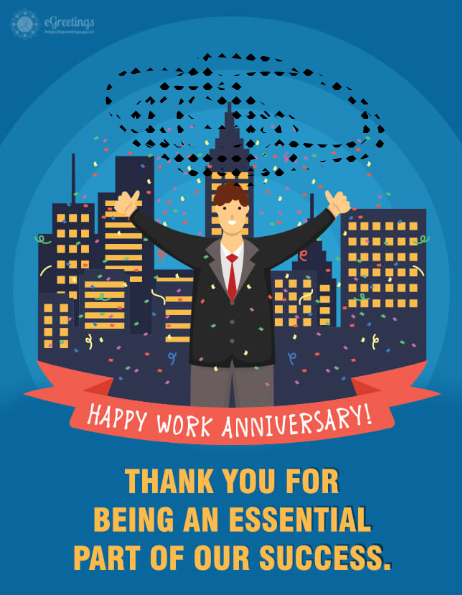 eGreetings
HAPPY WORK ANNIVERSARY!
THANK YOU FOR
BEING AN ESSENTIAL
PART OF OUR SUCCESS.